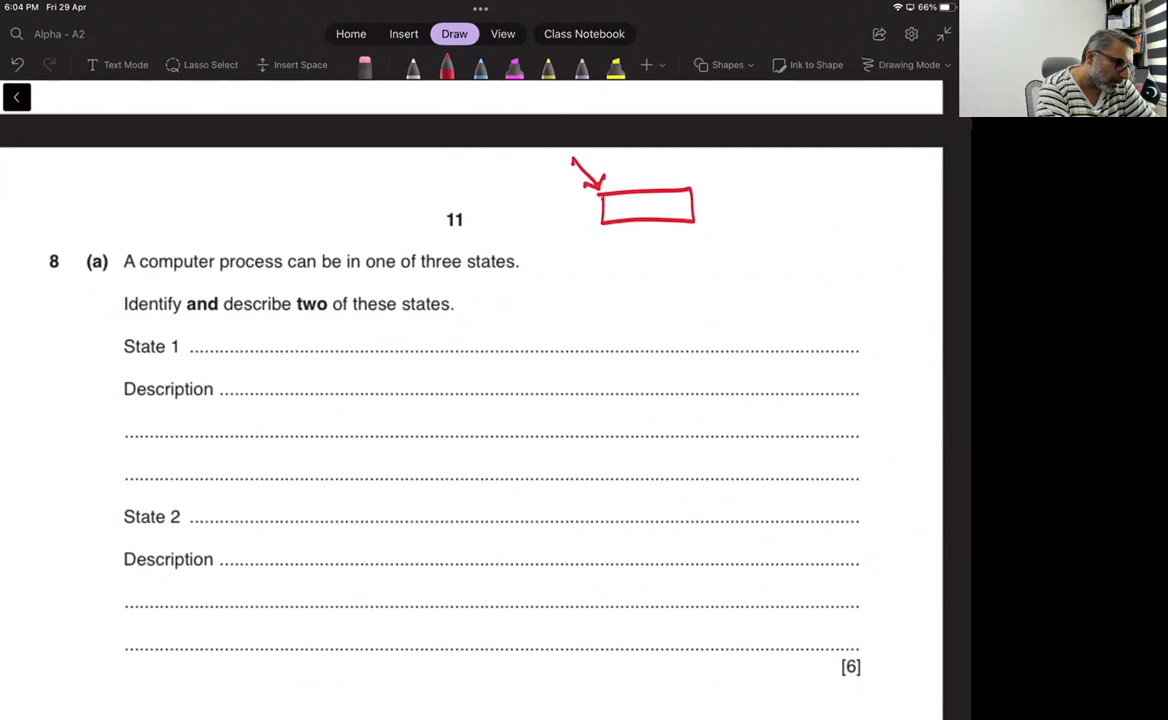 6:04 PM Fri 29 Apr
66%
Alpha - A2
Home Insert Draw View Class Notebook
Text Mode Lasso Select Insert Space Shapes Ink to Shape Drawing Mode
11
8 (a) A computer process can be in one of three states.
Identify and describe two of these states.
State 1 ..........................................................................................
Description ..........................................................................................
..........................................................................................
..........................................................................................
State 2 ..........................................................................................
Description ..........................................................................................
..........................................................................................
..........................................................................................
[6]